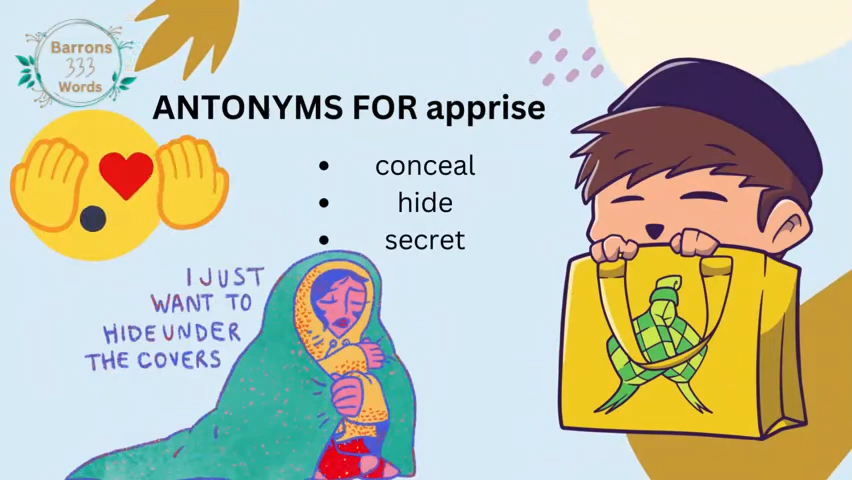 Barrons
333
Words
ANTONYMS FOR apprise
conceal
hide
secret
I JUST
WANT TO
HIDE UNDER
THE COVERS